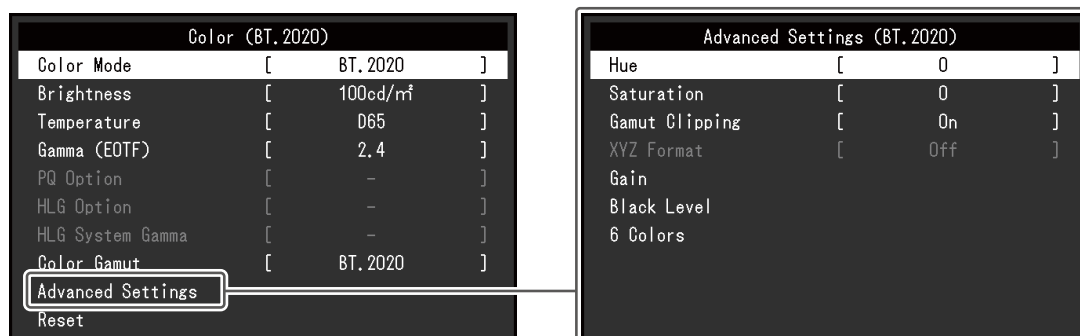 Color (BT.2020)
Color Mode [ BT.2020 ]
Brightness [ 100cd/㎡ ]
Temperature [ D65 ]
Gamma (EOTF) [ 2.4 ]
PQ Option [ - ]
HLG Option [ - ]
HLG System Gamma [ - ]
Color Gamut [ BT.2020 ]
Advanced Settings
Reset
Advanced Settings (BT.2020)
Hue [ 0 ]
Saturation [ 0 ]
Gamut Clipping [ On ]
XYZ Format [ Off ]
Gain
Black Level
6 Colors